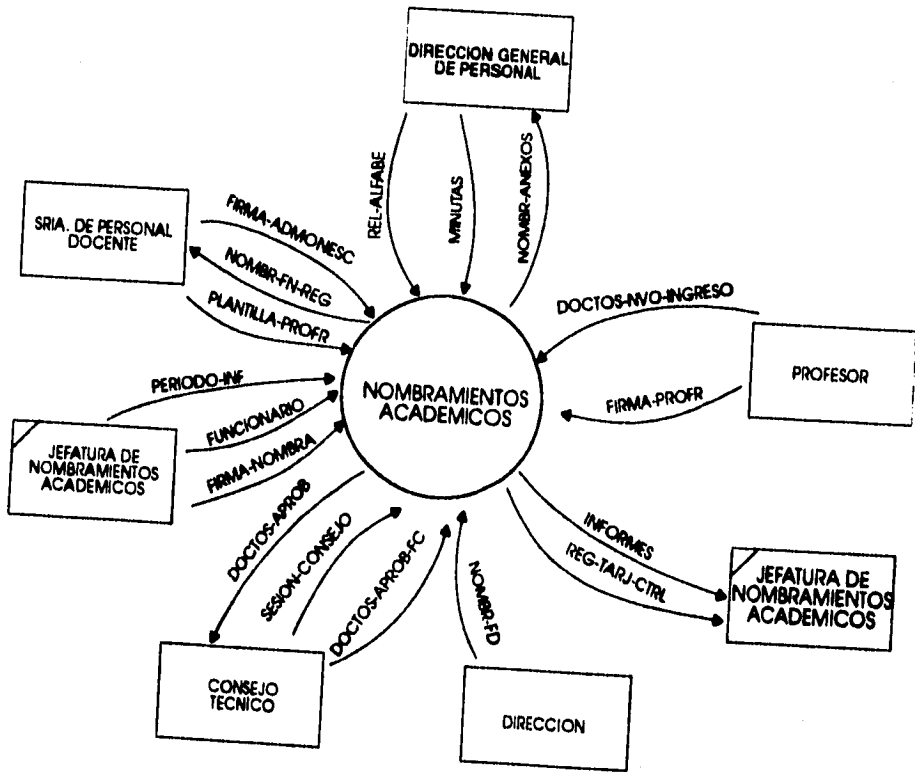 DIRECCION GENERAL
DE PERSONAL
REL-ALFABE
MINUTAS
NOMBR-ANEXOS
SRIA. DE PERSONAL
DOCENTE
FIRMA-ADMONESC
NOMBR-FN-REG
PLANTILLA-PROFR
DOCTOS-NVO-INGRESO
PROFESOR
FIRMA-PROFR
NOMBRAMIENTOS
ACADEMICOS
PERIODO-INF
FUNCIONARIO
FIRMA-NOMBRA
JEFATURA DE
NOMBRAMIENTOS
ACADEMICOS
DOCTOS-APROB
SESION-CONSEJO
DOCTOS-APROB-FC
NOMBR-FD
INFORMES
REG-TARJ-CTRL
JEFATURA DE
NOMBRAMIENTOS
ACADEMICOS
CONSEJO
TECNICO
DIRECCION